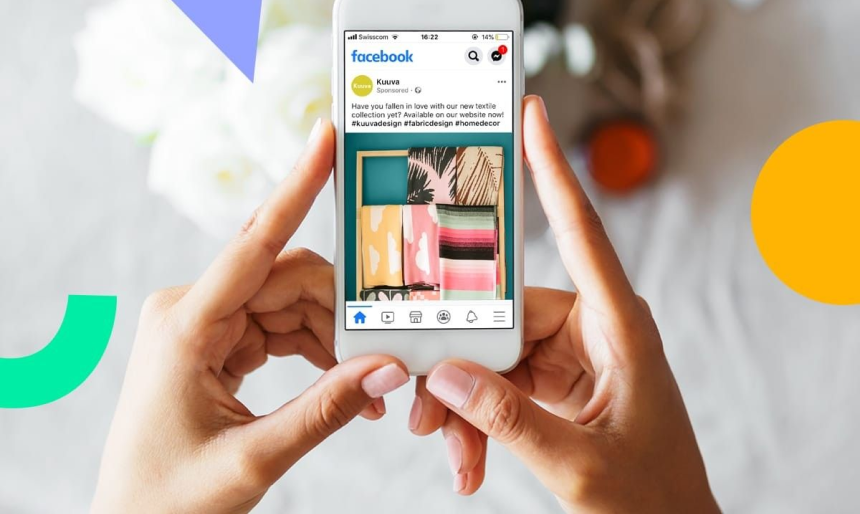 Swisscom 16:22 14%
facebook
1
Kuuva
Kuuva
Sponsored ·
Have you fallen in love with our new textile
collection yet? Available on our website now!
#kuuvadesign #fabricdesign #homedecor